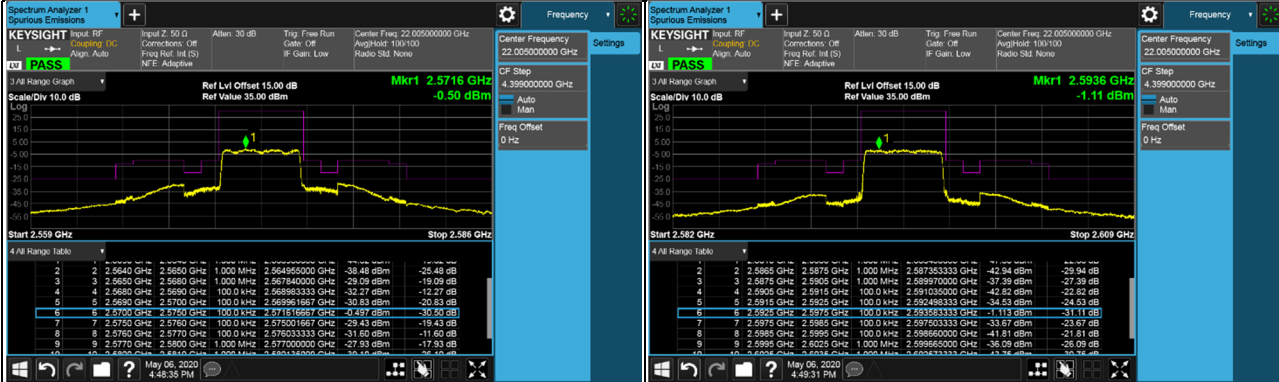 Spectrum Analyzer 1
Spurious Emissions
Frequency
KEYSIGHT Input: RF
Coupling: DC
Align: Auto
Input Z: 50 Ω
Corrections: Off
Freq Ref: Int (S)
NFE: Adaptive
Atten: 30 dB
Trig: Free Run
Gate: Off
IF Gain: Low
Center Freq: 22.005000000 GHz
Avg|Hold: 100/100
Radio Std: None
L
LXI PASS
3 All Range Graph
Scale/Div 10.0 dB
Ref Lvl Offset 15.00 dB
Ref Value 35.00 dBm
Mkr1 2.5716 GHz
-0.50 dBm
Log
25.0
15.0
5.00
-5.00
-15.0
-25.0
-35.0
-45.0
-55.0
1
Start 2.559 GHz
Stop 2.586 GHz
4 All Range Table
2 2 2.5640 GHz 2.5650 GHz 1.000 MHz 2.564955000 GHz -38.48 dBm -25.48 dB
3 3 2.5650 GHz 2.5680 GHz 1.000 MHz 2.567840000 GHz -29.09 dBm -19.09 dB
4 4 2.5680 GHz 2.5690 GHz 100.0 kHz 2.568983333 GHz -32.27 dBm -12.27 dB
5 5 2.5690 GHz 2.5700 GHz 100.0 kHz 2.569961667 GHz -30.83 dBm -20.83 dB
6 6 2.5700 GHz 2.5750 GHz 100.0 kHz 2.571616667 GHz -0.497 dBm -30.50 dB
7 7 2.5750 GHz 2.5760 GHz 100.0 kHz 2.575001667 GHz -29.43 dBm -19.43 dB
8 8 2.5760 GHz 2.5770 GHz 100.0 kHz 2.576033333 GHz -31.60 dBm -11.60 dB
9 9 2.5770 GHz 2.5800 GHz 1.000 MHz 2.577000000 GHz -27.93 dBm -17.93 dB
May 06, 2020
4:48:35 PM
Center Frequency
22.005000000 GHz
Settings
CF Step
4.399000000 GHz
Auto
Man
Freq Offset
0 Hz
Spectrum Analyzer 1
Spurious Emissions
Frequency
KEYSIGHT Input: RF
Coupling: DC
Align: Auto
Input Z: 50 Ω
Corrections: Off
Freq Ref: Int (S)
NFE: Adaptive
Atten: 30 dB
Trig: Free Run
Gate: Off
IF Gain: Low
Center Freq: 22.005000000 GHz
Avg|Hold: 100/100
Radio Std: None
L
LXI PASS
3 All Range Graph
Scale/Div 10.0 dB
Ref Lvl Offset 15.00 dB
Ref Value 35.00 dBm
Mkr1 2.5936 GHz
-1.11 dBm
Log
25.0
15.0
5.00
-5.00
-15.0
-25.0
-35.0
-45.0
-55.0
1
Start 2.582 GHz
Stop 2.609 GHz
4 All Range Table
2 2 2.5865 GHz 2.5875 GHz 1.000 MHz 2.587353333 GHz -42.94 dBm -29.94 dB
3 3 2.5875 GHz 2.5905 GHz 1.000 MHz 2.589970000 GHz -37.39 dBm -27.39 dB
4 4 2.5905 GHz 2.5915 GHz 100.0 kHz 2.591035000 GHz -42.82 dBm -22.82 dB
5 5 2.5915 GHz 2.5925 GHz 100.0 kHz 2.592498333 GHz -34.53 dBm -24.53 dB
6 6 2.5925 GHz 2.5975 GHz 100.0 kHz 2.593583333 GHz -1.113 dBm -31.11 dB
7 7 2.5975 GHz 2.5985 GHz 100.0 kHz 2.597503333 GHz -33.67 dBm -23.67 dB
8 8 2.5985 GHz 2.5995 GHz 100.0 kHz 2.598660000 GHz -41.81 dBm -21.81 dB
9 9 2.5995 GHz 2.6025 GHz 1.000 MHz 2.599665000 GHz -36.09 dBm -26.09 dB
May 06, 2020
4:49:31 PM
Center Frequency
22.005000000 GHz
Settings
CF Step
4.399000000 GHz
Auto
Man
Freq Offset
0 Hz